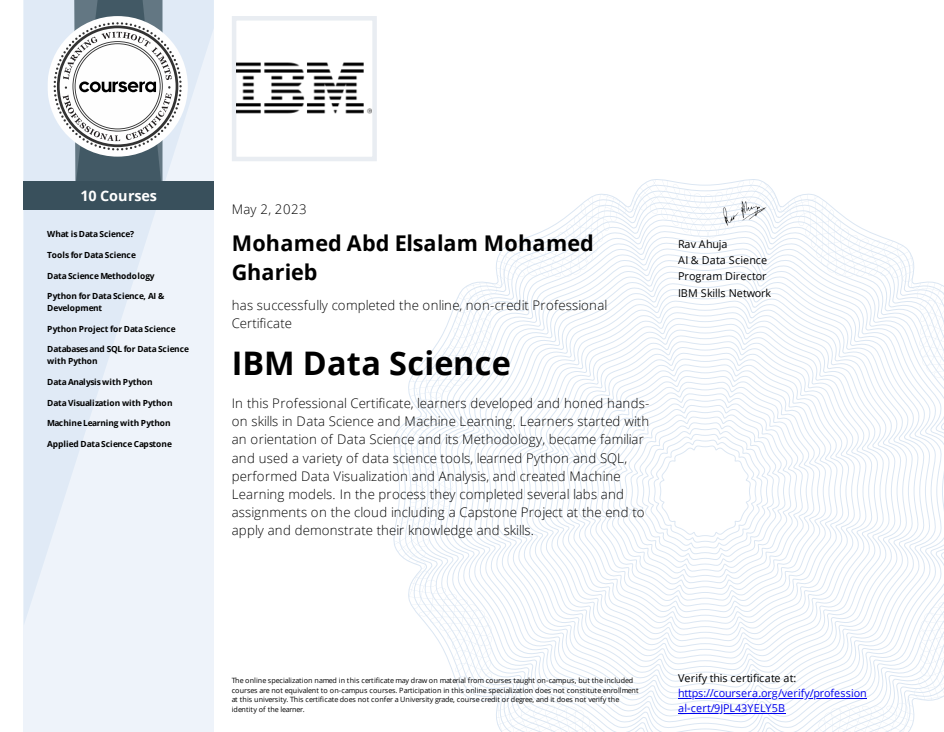 LEARNING WITHOUT LIMITS
coursera
PROFESSIONAL CERTIFICATE
IBM®
10 Courses
What is Data Science?
Tools for Data Science
Data Science Methodology
Python for Data Science, AI &
Development
Python Project for Data Science
Databases and SQL for Data Science
with Python
Data Analysis with Python
Data Visualization with Python
Machine Learning with Python
Applied Data Science Capstone
May 2, 2023
Mohamed Abd Elsalam Mohamed
Gharieb
has successfully completed the online, non-credit Professional
Certificate
IBM Data Science
In this Professional Certificate, learners developed and honed hands-
on skills in Data Science and Machine Learning. Learners started with
an orientation of Data Science and its Methodology, became familiar
and used a variety of data science tools, learned Python and SQL,
performed Data Visualization and Analysis, and created Machine
Learning models. In the process they completed several labs and
assignments on the cloud including a Capstone Project at the end to
apply and demonstrate their knowledge and skills.
Rav Ahuja
Rav Ahuja
AI & Data Science
Program Director
IBM Skills Network
The online specialization named in this certificate may draw on material from courses taught on-campus, but the included
courses are not equivalent to on-campus courses. Participation in this online specialization does not constitute enrollment
at this university. This certificate does not confer a University grade, course credit or degree, and it does not verify the
identity of the learner.
Verify this certificate at:
https://coursera.org/verify/profession
al-cert/9JPL43YELY5B